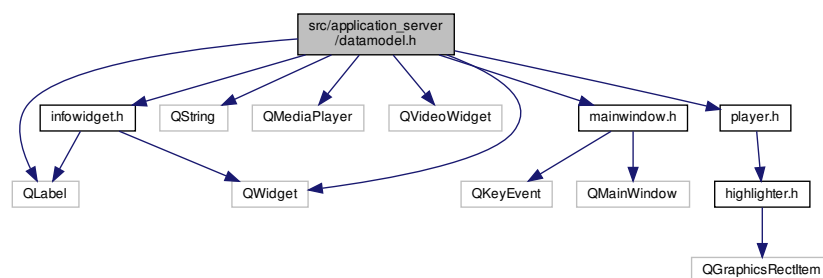 src/application_server
/datamodel.h
infowidget.h
QString
QMediaPlayer
QVideoWidget
mainwindow.h
player.h
QLabel
QWidget
QKeyEvent
QMainWindow
highlighter.h
QGraphicsRectItem